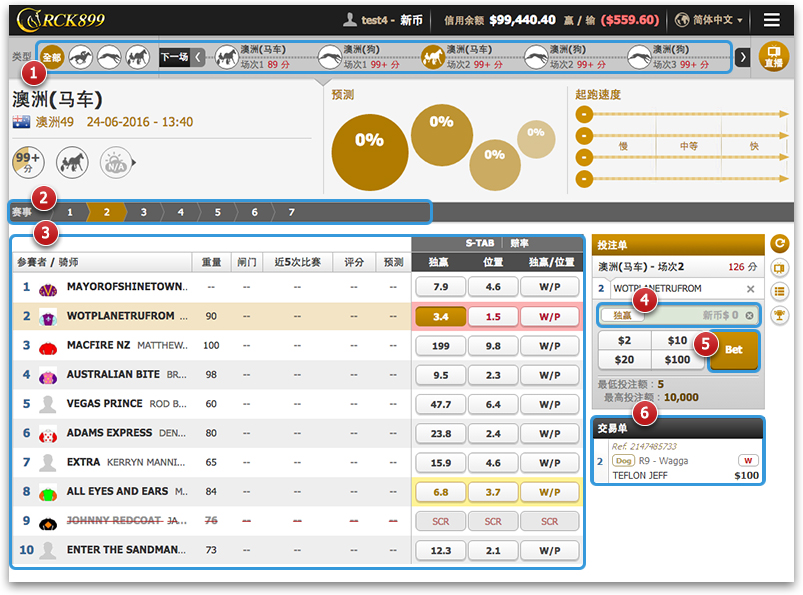 RCK899
test4 - 新币
信用余额 $99,440.40 赢 / 输 ($559.60)
简体中文
类型 全部
下一场
澳洲(马车) 场次1 89 分
澳洲(狗) 场次1 99+ 分
澳洲(马车) 场次2 99+ 分
澳洲(狗) 场次2 99+ 分
澳洲(狗) 场次3 99+ 分
直播
1
澳洲(马车)
澳洲49 24-06-2016 - 13:40
99+ 分
N/A
预测
0%
0%
0%
0%
起跑速度
慢 中等 快
2
赛事 1 2 3 4 5 6 7
3
S-TAB 赔率
参赛者 / 骑师 重量 闸门 近5次比赛 评分 预测 独赢 位置 独赢/位置
1 MAYOROFSHINETOWN.. -- -- -- -- -- 7.9 4.6 W/P
2 WOTPLANETRUFROM 90 -- -- -- -- 3.4 1.5 W/P
3 MACFIRE NZ MATTHEW.. 100 -- -- -- -- 199 9.8 W/P
4 AUSTRALIAN BITE BR... 98 -- -- -- -- 9.5 2.3 W/P
5 VEGAS PRINCE ROD B... 60 -- -- -- -- 47.7 6.4 W/P
6 ADAMS EXPRESS DEN... 80 -- -- -- -- 23.8 2.4 W/P
7 EXTRA KERRYN MANNI... 65 -- -- -- -- 15.9 4.6 W/P
8 ALL EYES AND EARS M.. 84 -- -- -- -- 6.8 3.7 W/P
9 JOHNNY REDCOAT JA... 76 -- -- -- -- SCR SCR SCR
10 ENTER THE SANDMAN... 73 -- -- -- -- 12.3 2.1 W/P
投注单
澳洲(马车) - 场次2 126 分
2 WOTPLANETRUFROM
4
独赢 新币$ 0
$2 $10
$20 $100
5
Bet
最低投注额 : 5
最高投注额 : 10,000
6
交易单
Ref. 2147485733
2 Dog R9 - Wagga W
TEFLON JEFF $100